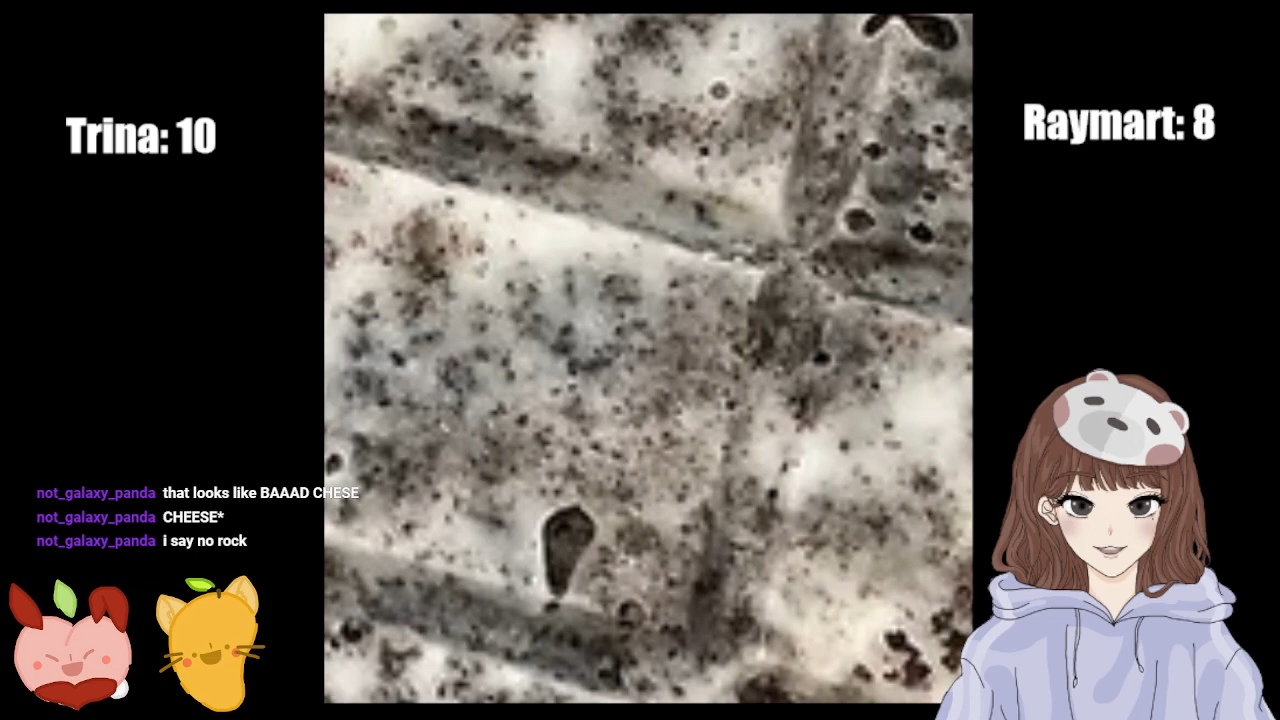 Trina: 10
Raymart: 8
not_galaxy_panda that looks like BAAAD CHESE
not_galaxy_panda CHEESE*
not_galaxy_panda i say no rock